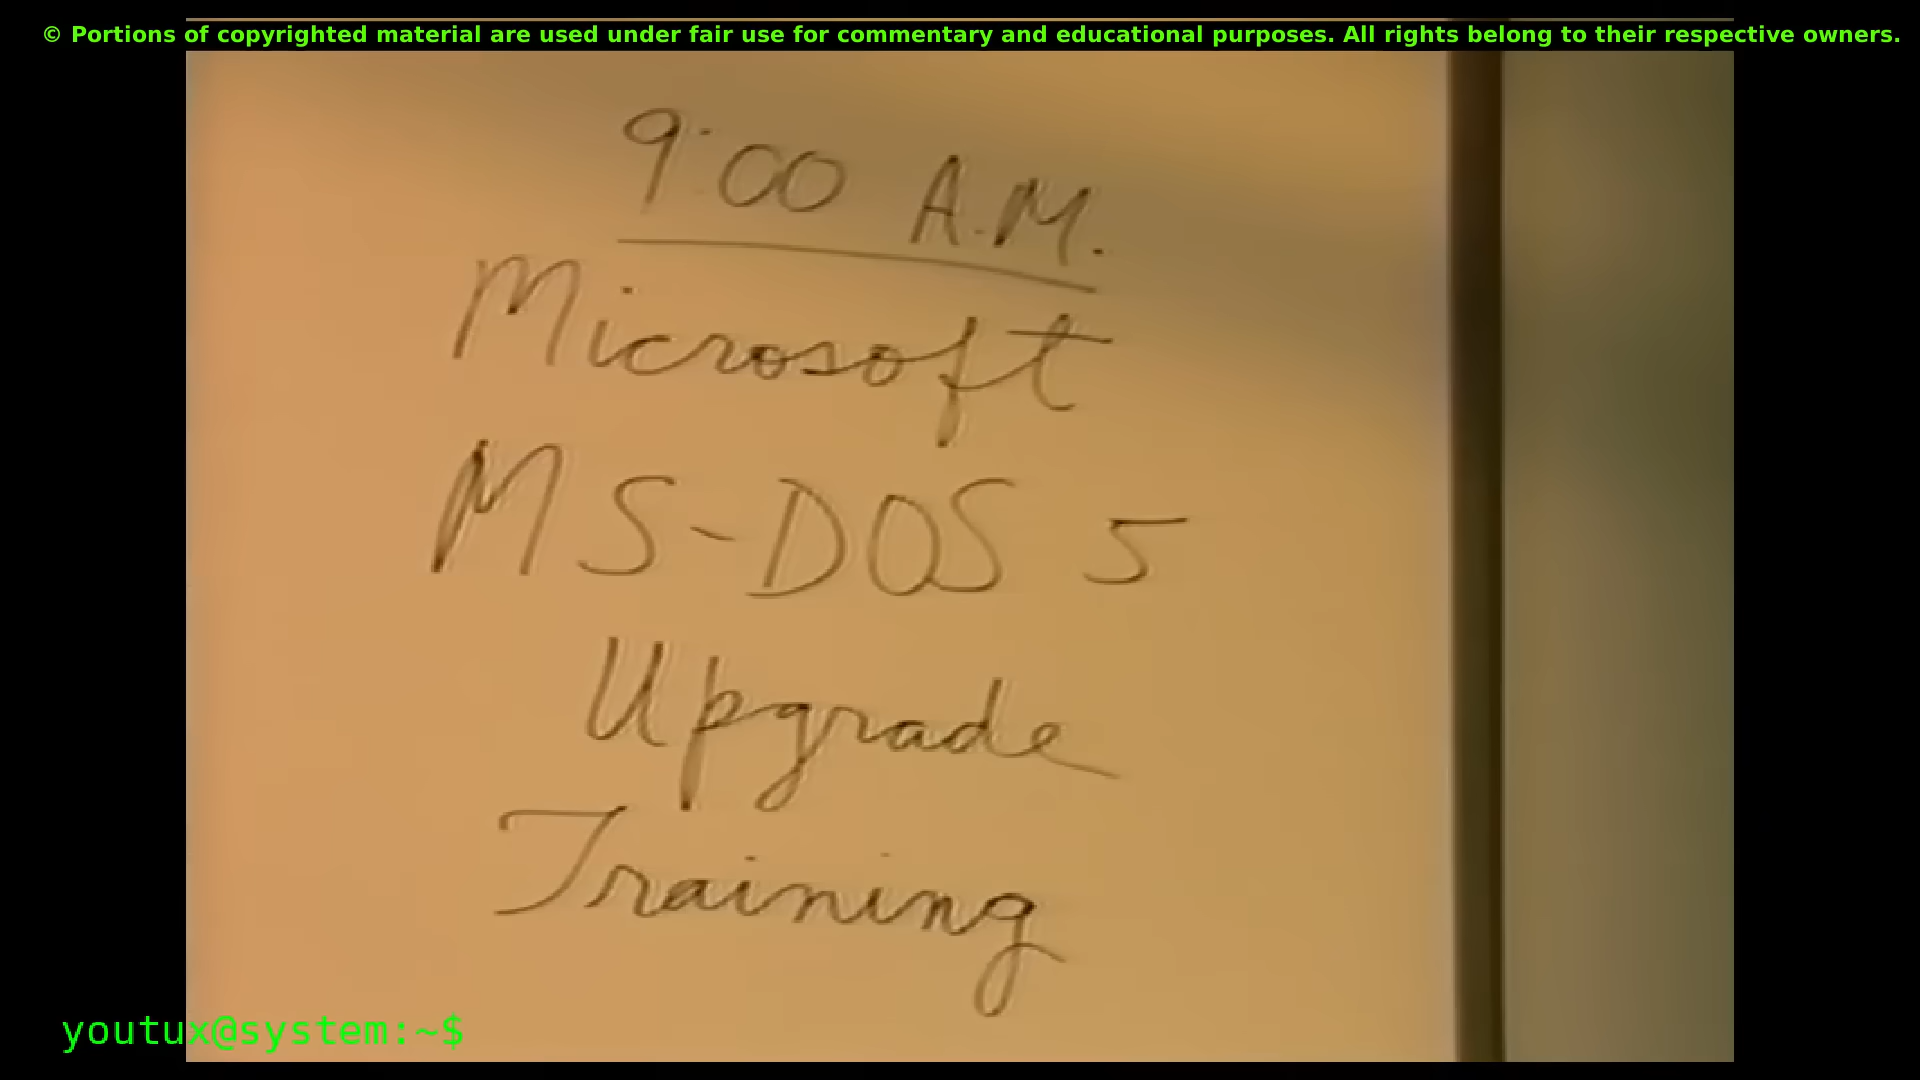 © Portions of copyrighted material are used under fair use for commentary and educational purposes. All rights belong to their respective owners.
9:00 A.M.
Microsoft
MS-DOS 5
Upgrade
Training
youtux@system:~$